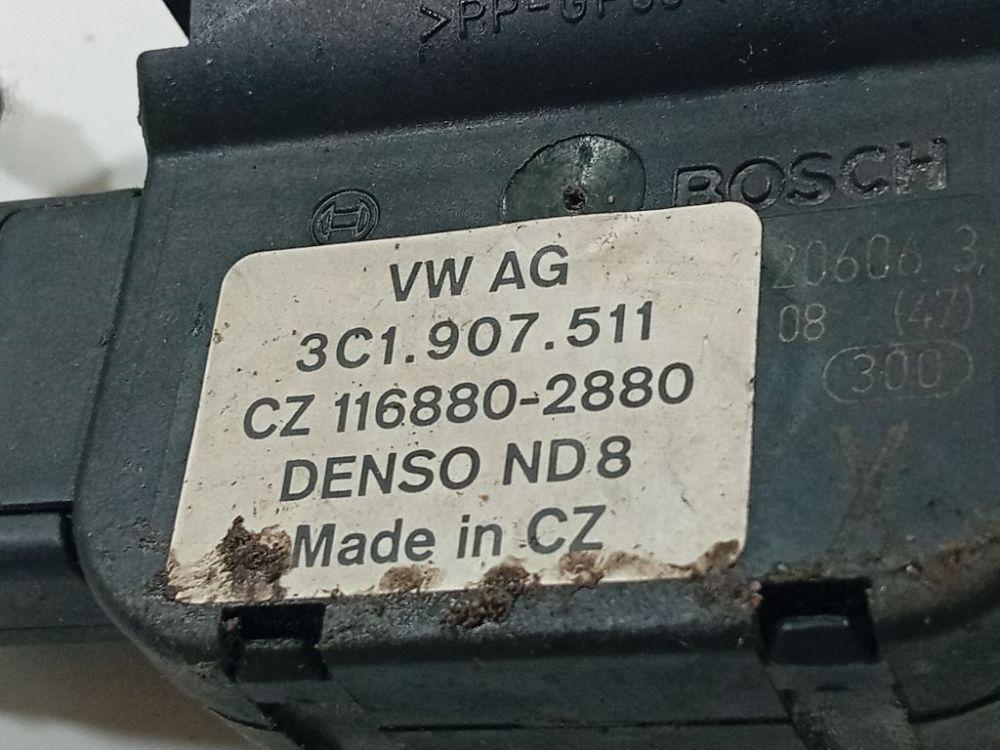 BOSCH
VW AG
3C1.907.511
CZ 116880-2880
DENSO ND8
Made in CZ
20606 3,
08 (47)
300